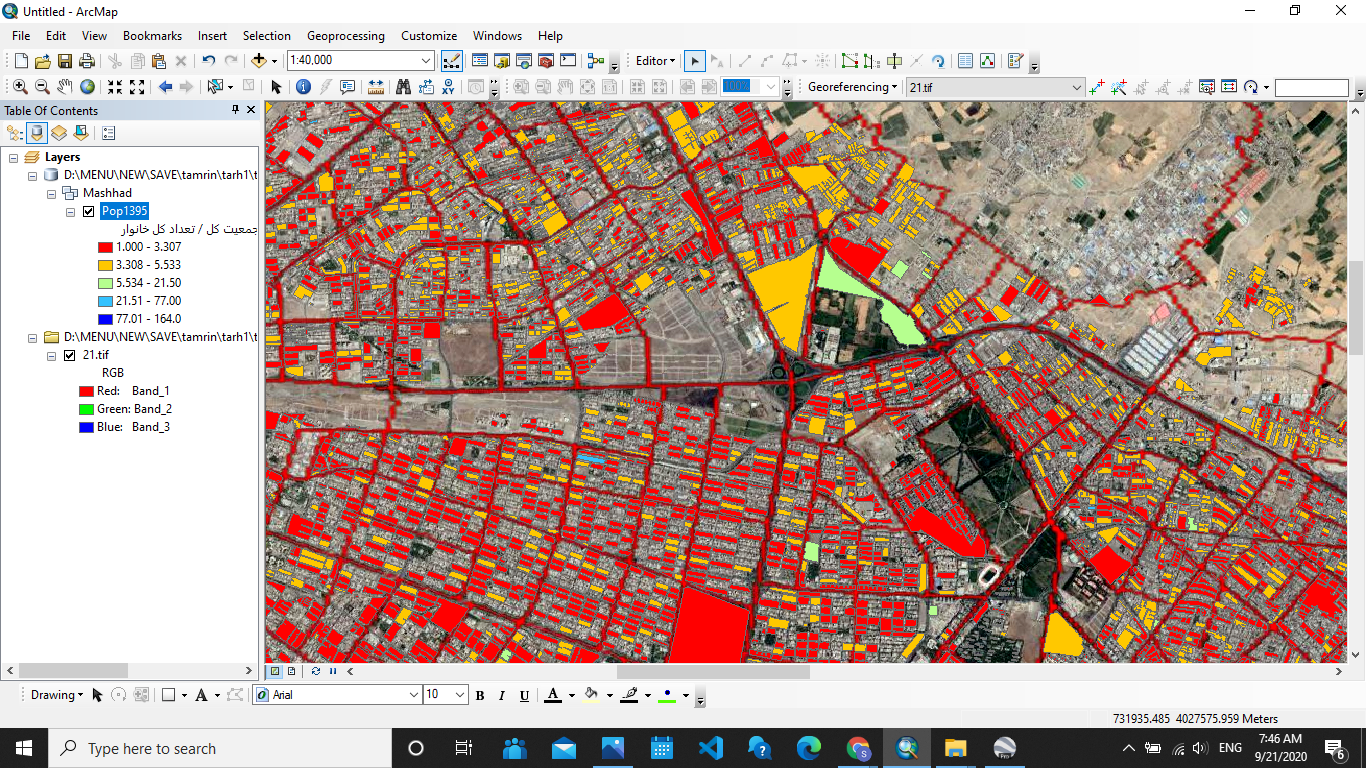 Untitled - ArcMap
File Edit View Bookmarks Insert Selection Geoprocessing Customize Windows Help
1:40,000
Editor
100%
Georeferencing
21.tif
Table Of Contents
Layers
D:\MENU\NEW\SAVE\tamrin\tarh1\t
Mashhad
Pop1395
جمعیت کل / تعداد کل خانوار
1.000 - 3.307
3.308 - 5.533
5.534 - 21.50
21.51 - 77.00
77.01 - 164.0
D:\MENU\NEW\SAVE\tamrin\tarh1\t
21.tif
RGB
Red: Band_1
Green: Band_2
Blue: Band_3
Drawing
A
Arial
10
B I U A
731935.485 4027575.959 Meters
Type here to search
ENG
7:46 AM
9/21/2020
6